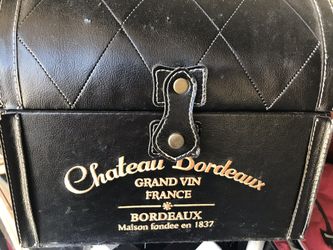 Chateau Bordeaux
GRAND VIN
FRANCE
BORDEAUX
Maison fondee en 1837